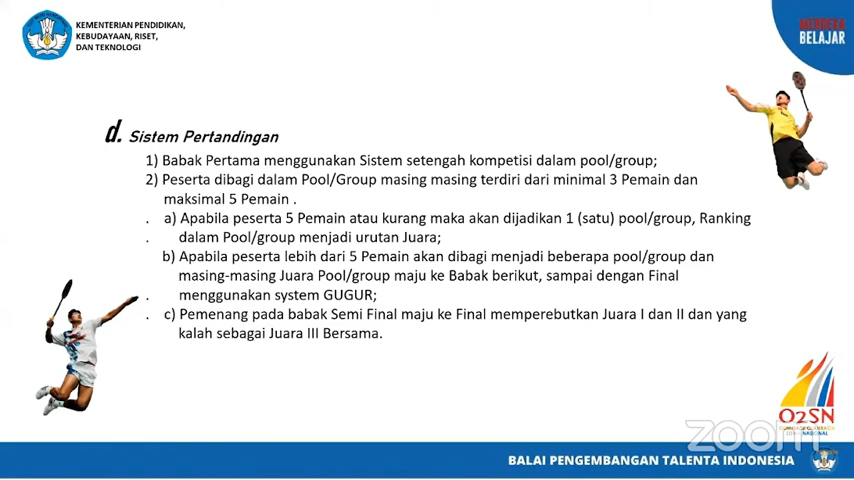 KEMENTERIAN PENDIDIKAN,
KEBUDAYAAN, RISET,
DAN TEKNOLOGI
MERDEKA
BELAJAR
d. Sistem Pertandingan
1) Babak Pertama menggunakan Sistem setengah kompetisi dalam pool/group;
2) Peserta dibagi dalam Pool/Group masing masing terdiri dari minimal 3 Pemain dan
maksimal 5 Pemain .
. a) Apabila peserta 5 Pemain atau kurang maka akan dijadikan 1 (satu) pool/group, Ranking
. dalam Pool/group menjadi urutan Juara;
b) Apabila peserta lebih dari 5 Pemain akan dibagi menjadi beberapa pool/group dan
masing-masing Juara Pool/group maju ke Babak berikut, sampai dengan Final
. menggunakan system GUGUR;
. c) Pemenang pada babak Semi Final maju ke Final memperebutkan Juara I dan II dan yang
kalah sebagai Juara III Bersama.
O2SN
zoom
BALAI PENGEMBANGAN TALENTA INDONESIA